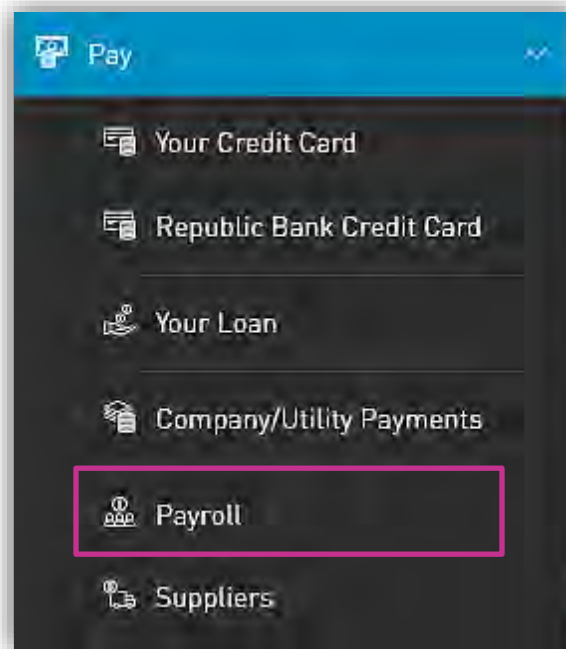 Pay
Your Credit Card
Republic Bank Credit Card
Your Loan
Company/Utility Payments
Payroll
Suppliers